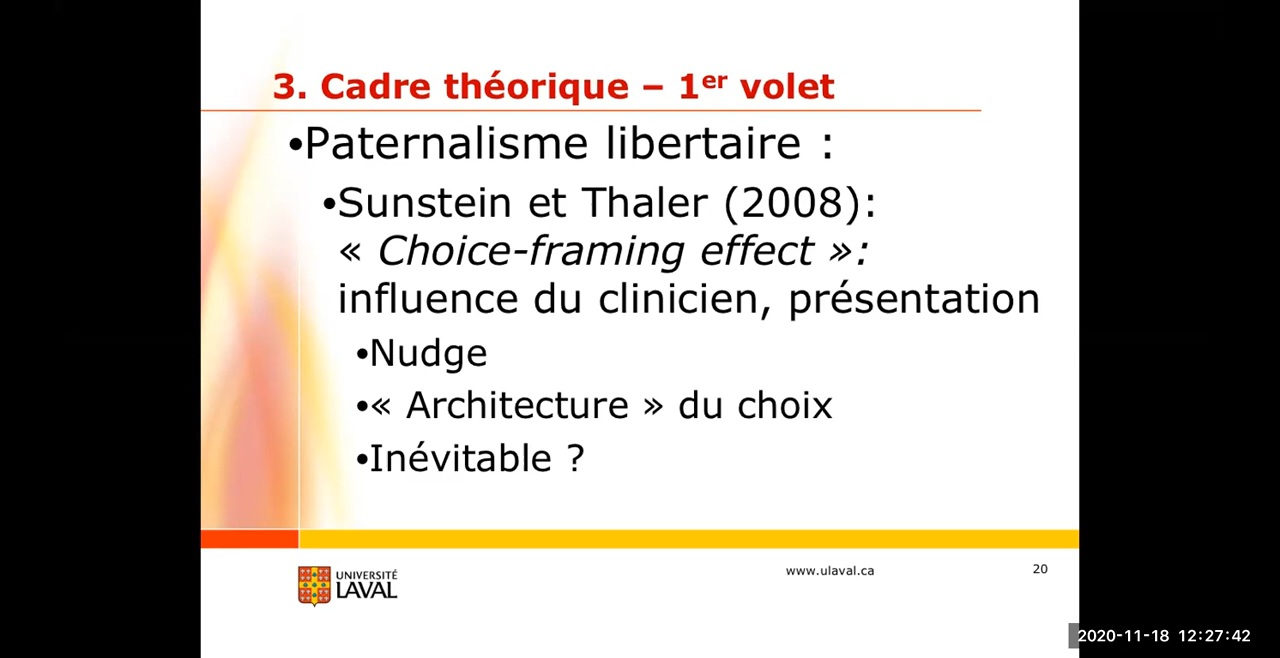 3. Cadre théorique – 1er volet
•Paternalisme libertaire :
•Sunstein et Thaler (2008):
« Choice-framing effect »:
influence du clinicien, présentation
•Nudge
•« Architecture » du choix
•Inévitable ?
UNIVERSITÉ
LAVAL
www.ulaval.ca
20
2020-11-18 12:27:42